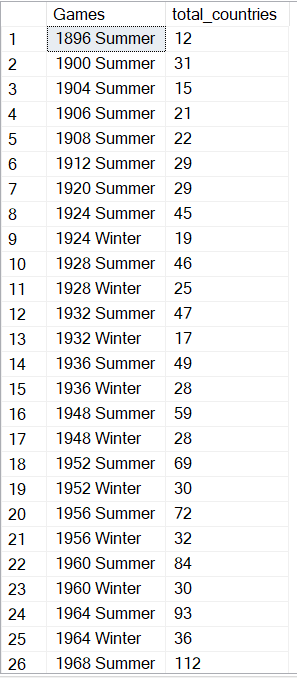 Games total_countries
1 1896 Summer 12
2 1900 Summer 31
3 1904 Summer 15
4 1906 Summer 21
5 1908 Summer 22
6 1912 Summer 29
7 1920 Summer 29
8 1924 Summer 45
9 1924 Winter 19
10 1928 Summer 46
11 1928 Winter 25
12 1932 Summer 47
13 1932 Winter 17
14 1936 Summer 49
15 1936 Winter 28
16 1948 Summer 59
17 1948 Winter 28
18 1952 Summer 69
19 1952 Winter 30
20 1956 Summer 72
21 1956 Winter 32
22 1960 Summer 84
23 1960 Winter 30
24 1964 Summer 93
25 1964 Winter 36
26 1968 Summer 112